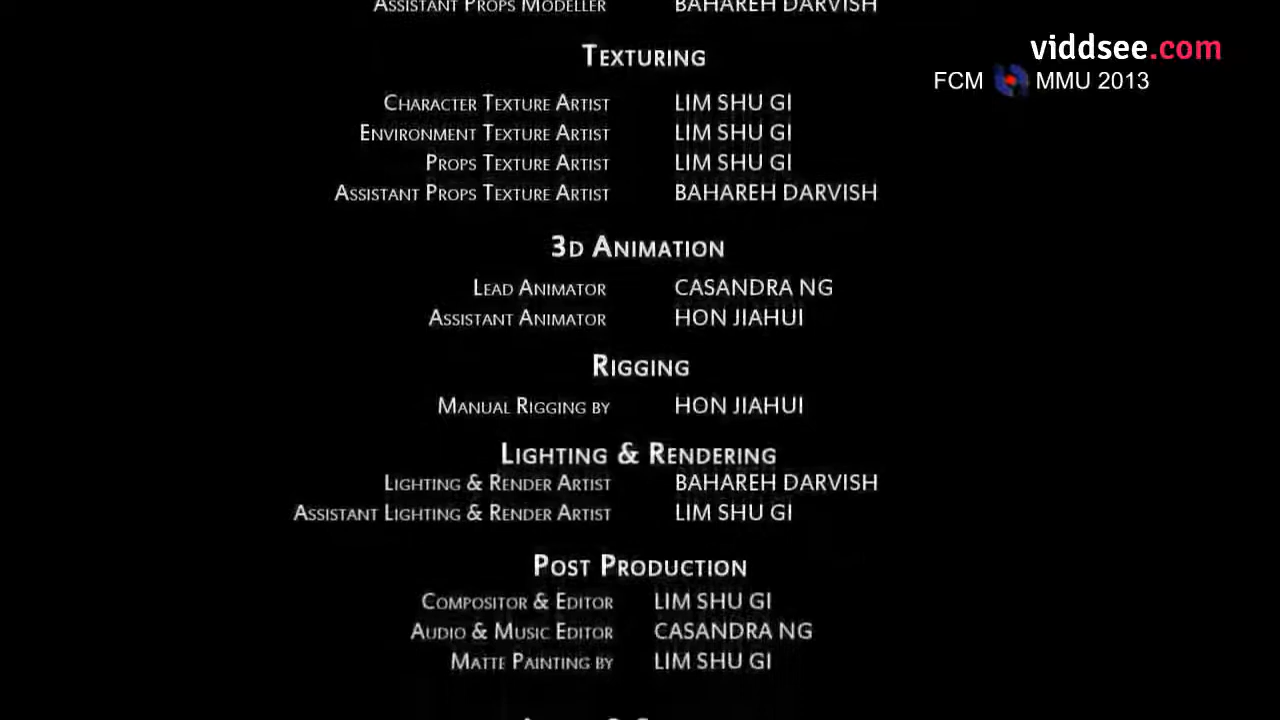 Assistant Props Modeller BAHAREH DARVISH
viddsee.com
FCM MMU 2013
Texturing
Character Texture Artist LIM SHU GI
Environment Texture Artist LIM SHU GI
Props Texture Artist LIM SHU GI
Assistant Props Texture Artist BAHAREH DARVISH
3d Animation
Lead Animator CASANDRA NG
Assistant Animator HON JIAHUI
Rigging
Manual Rigging by HON JIAHUI
Lighting & Rendering
Lighting & Render Artist BAHAREH DARVISH
Assistant Lighting & Render Artist LIM SHU GI
Post Production
Compositor & Editor LIM SHU GI
Audio & Music Editor CASANDRA NG
Matte Painting by LIM SHU GI